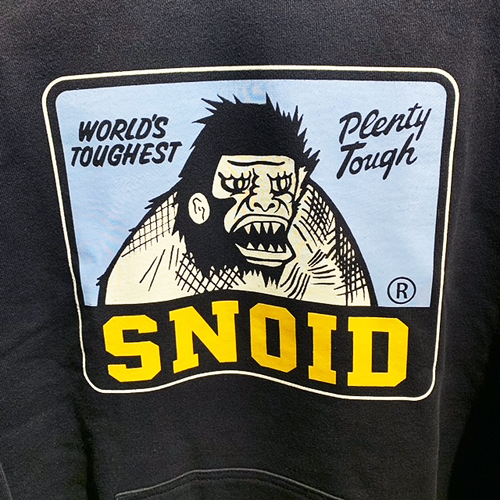 WORLD'S
TOUGHEST
Plenty
Tough
®
SNOID